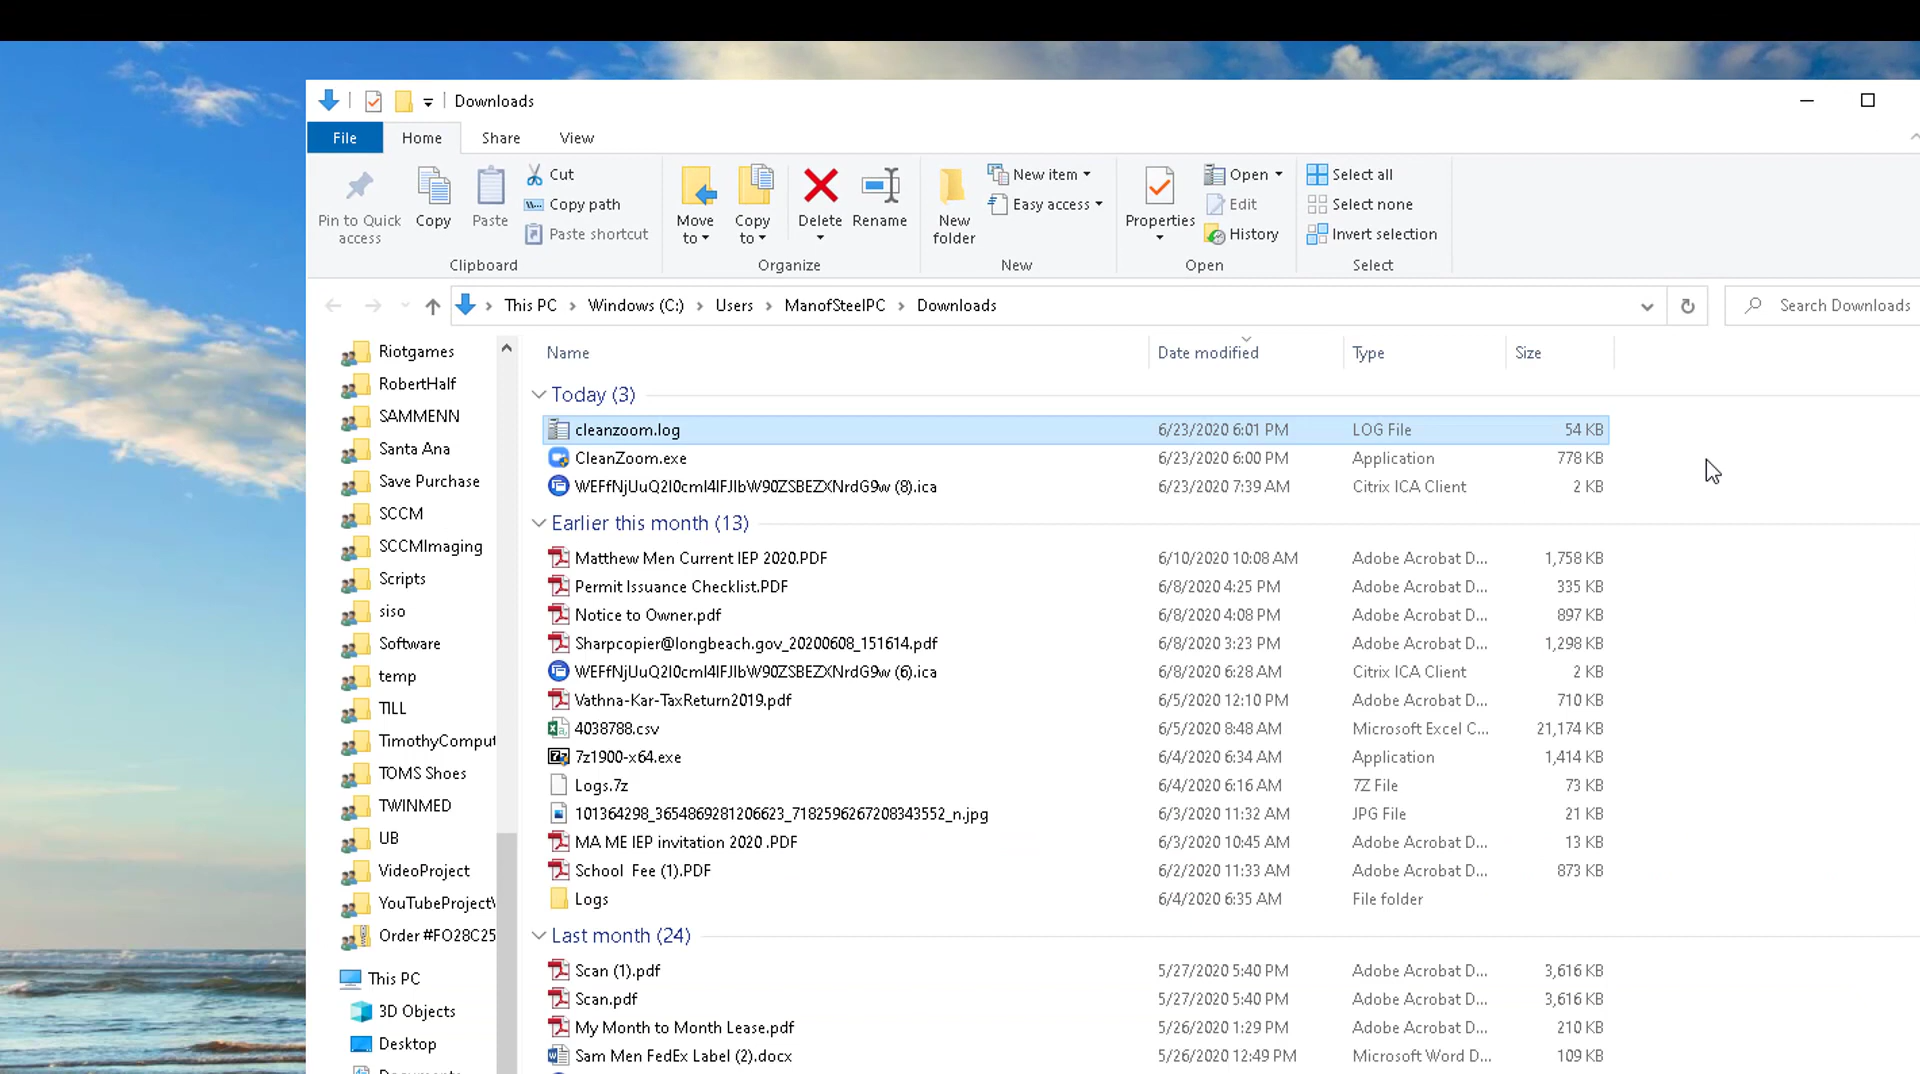 Downloads
File Home Share View
Pin to Quick access
Copy
Paste
Cut
Copy path
Paste shortcut
Clipboard
Move to
Copy to
Delete
Rename
Organize
New folder
New item
Easy access
New
Properties
Open
Edit
History
Open
Select all
Select none
Invert selection
Select
This PC > Windows (C:) > Users > ManofSteelPC > Downloads
Search Downloads
Riotgames
RobertHalf
SAMMENN
Santa Ana
Save Purchase
SCCM
SCCMImaging
Scripts
siso
Software
temp
TILL
TimothyComput
TOMS Shoes
TWINMED
UB
VideoProject
YouTubeProject\
Order #FO28C25
This PC
3D Objects
Desktop
Name Date modified Type Size
Today (3)
cleanzoom.log 6/23/2020 6:01 PM LOG File 54 KB
CleanZoom.exe 6/23/2020 6:00 PM Application 778 KB
6/23/2020 7:39 AM Citrix ICA Client 2 KB
Earlier this month (13)
Matthew Men Current IEP 2020.PDF 6/10/2020 10:08 AM Adobe Acrobat D... 1,758 KB
Permit Issuance Checklist.PDF 6/8/2020 4:25 PM Adobe Acrobat D... 335 KB
Notice to Owner.pdf 6/8/2020 4:08 PM Adobe Acrobat D... 897 KB
Sharpcopier@longbeach.gov_20200608_151614.pdf 6/8/2020 3:23 PM Adobe Acrobat D... 1,298 KB
6/8/2020 6:28 AM Citrix ICA Client 2 KB
Vathna-Kar-TaxReturn2019.pdf 6/5/2020 12:10 PM Adobe Acrobat D... 710 KB
4038788.csv 6/5/2020 8:48 AM Microsoft Excel C... 21,174 KB
7z1900-x64.exe 6/4/2020 6:34 AM Application 1,414 KB
Logs.7z 6/4/2020 6:16 AM 7Z File 73 KB
101364298_3654869281206623_7182596267208343552_n.jpg 6/3/2020 11:32 AM JPG File 21 KB
MA ME IEP invitation 2020 .PDF 6/3/2020 10:45 AM Adobe Acrobat D... 13 KB
School  Fee (1).PDF 6/2/2020 11:33 AM Adobe Acrobat D... 873 KB
Logs 6/4/2020 6:35 AM File folder
Last month (24)
Scan (1).pdf 5/27/2020 5:40 PM Adobe Acrobat D... 3,616 KB
Scan.pdf 5/27/2020 5:40 PM Adobe Acrobat D... 3,616 KB
My Month to Month Lease.pdf 5/26/2020 1:29 PM Adobe Acrobat D... 210 KB
Sam Men FedEx Label (2).docx 5/26/2020 12:49 PM Microsoft Word D... 109 KB